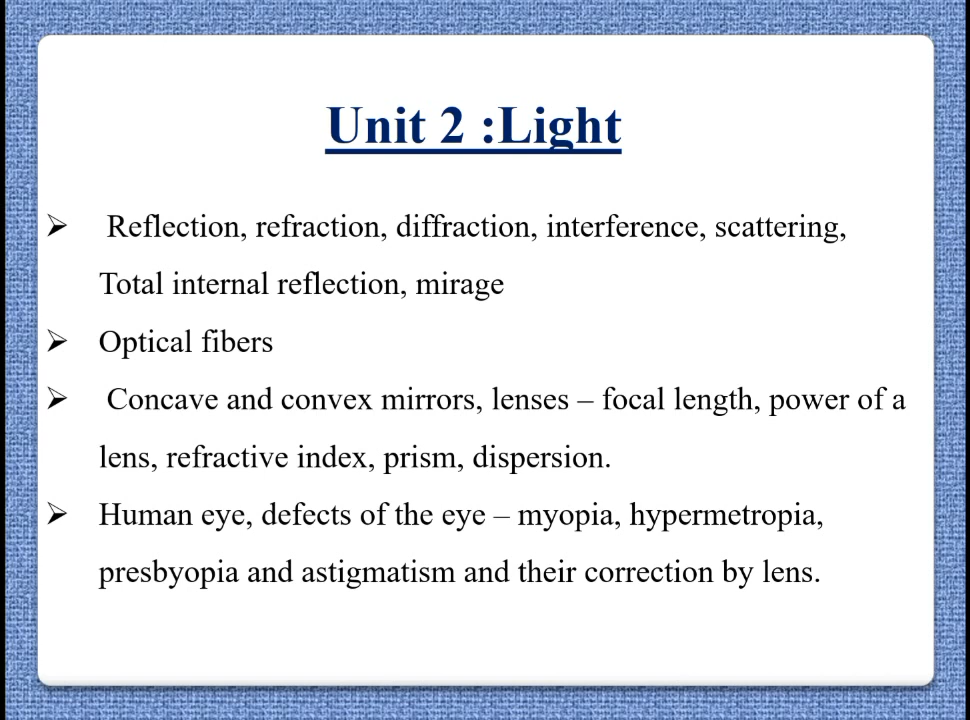 Unit 2 :Light
➢ Reflection, refraction, diffraction, interference, scattering,
Total internal reflection, mirage
➢ Optical fibers
➢ Concave and convex mirrors, lenses – focal length, power of a
lens, refractive index, prism, dispersion.
➢ Human eye, defects of the eye – myopia, hypermetropia,
presbyopia and astigmatism and their correction by lens.